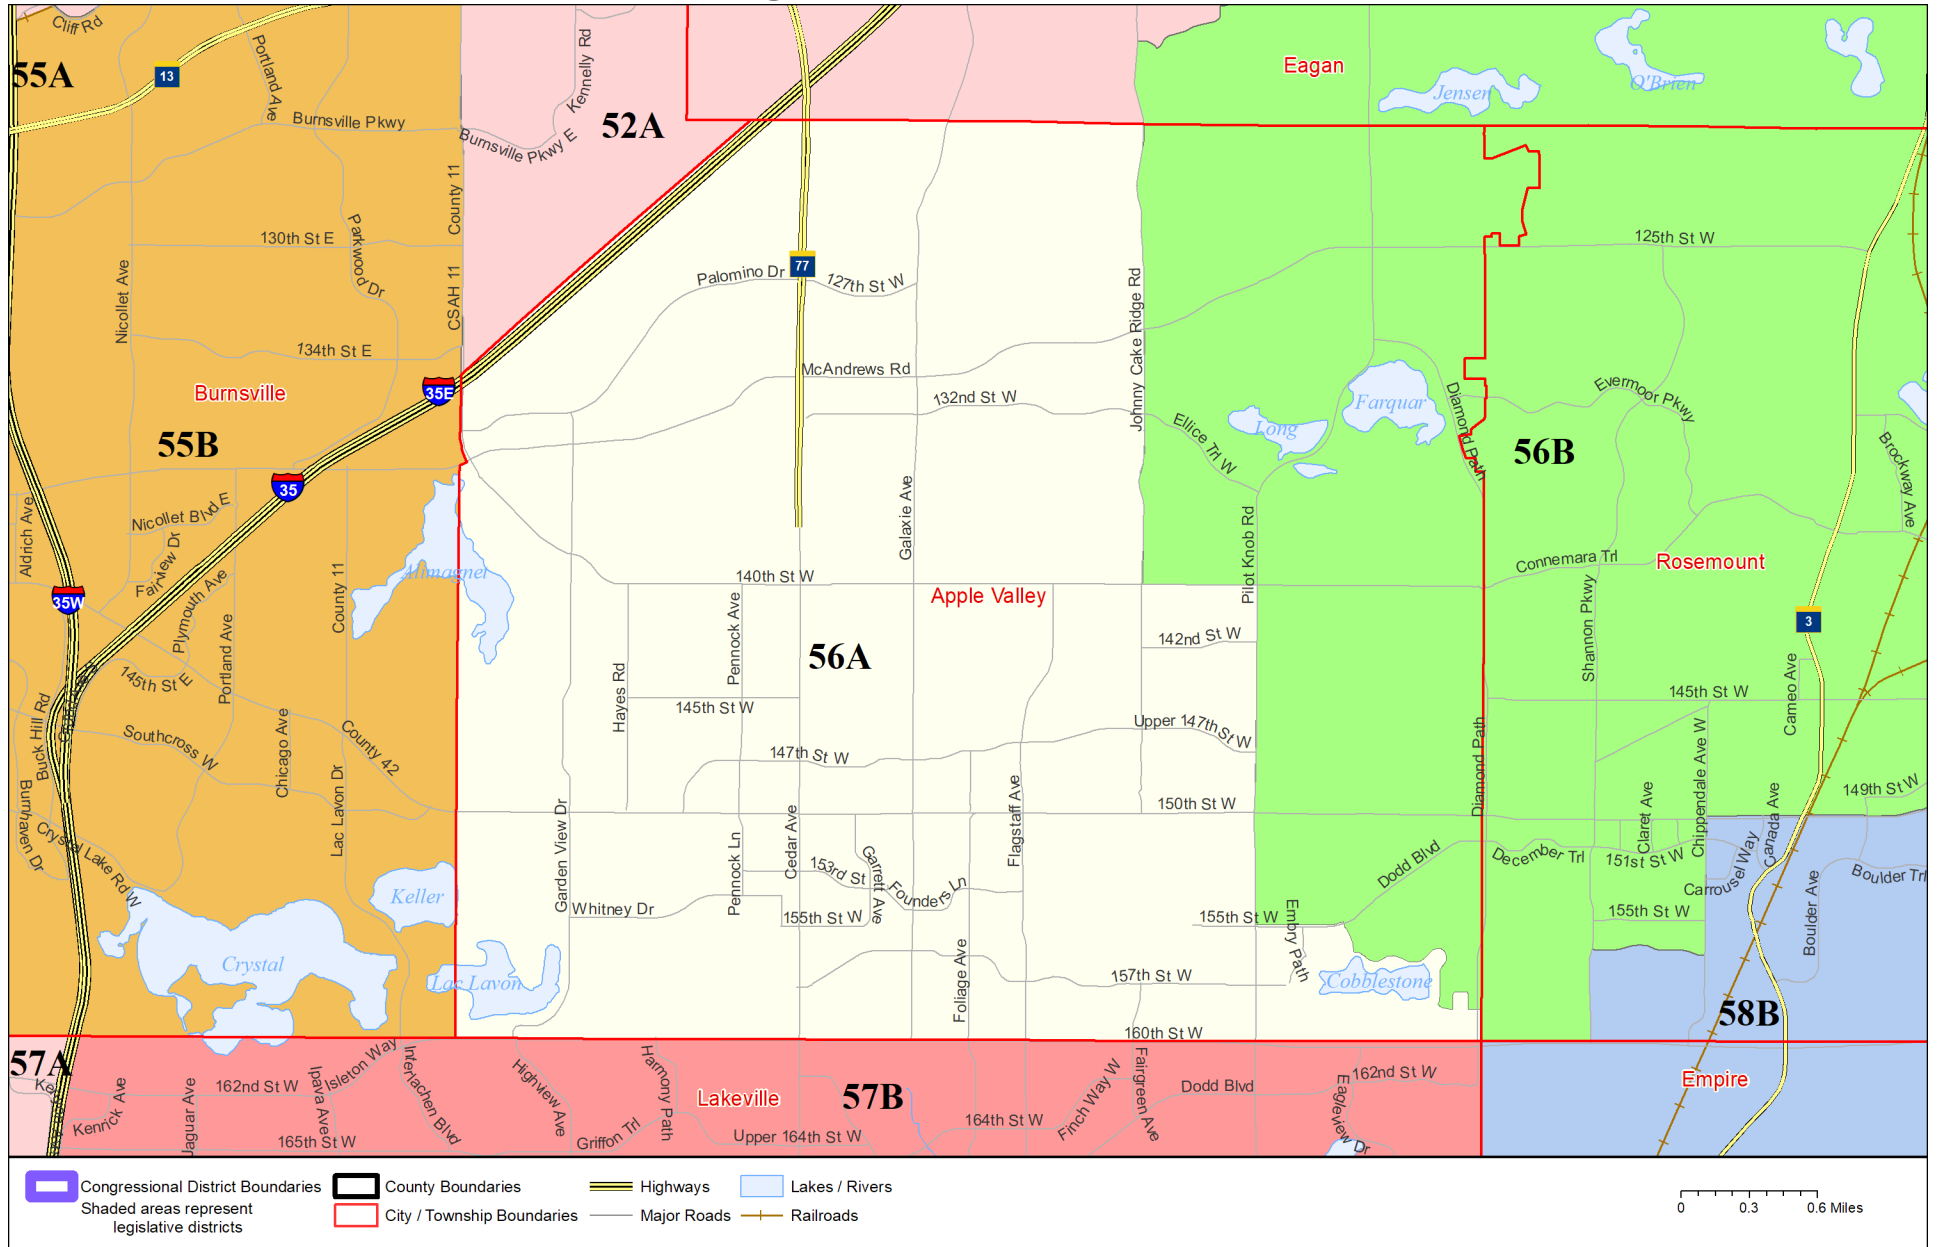 Cliff Rd
55A
13
Portland Ave
Burnsville Pkwy
Kennelly Rd
Burnsville Pkwy E
52A
Eagan
Jensen
O'Brien
County 11
130th St E
Parkwood Dr
Nicollet Ave
CSAH 11
134th St E
Burnsville
55B
35E
35
77
Palomino Dr
127th St W
McAndrews Rd
132nd St W
Johnny Cake Ridge Rd
125th St W
Ellice Trl W
Long
Farquar
Diamond Path
Evermoor Pkwy
56B
Brockway Ave
Aldrich Ave
Nicollet Blvd E
Fairview Dr
Plymouth Ave
35W
Portland Ave
County 11
Alimagnet
Galaxie Ave
140th St W
Apple Valley
Pilot Knob Rd
Connemara Trl
Rosemount
Shannon Pkwy
3
Pennock Ave
56A
142nd St W
Hayes Rd
145th St W
145th St E
Buck Hill Rd
Southcross W
Chicago Ave
County 42
Lac Lavon Dr
147th St W
Upper 147th St W
145th St W
Cameo Ave
Diamond Path
Chippendale Ave W
Claret Ave
Canada Ave
149th St W
Burnhaven Dr
Crystal Lake Rd W
Garden View Dr
150th St W
Flagstaff Ave
Cedar Ave
Pennock Ln
153rd St
Garrett Ave
Founders Ln
Dodd Blvd
December Trl
151st St W
Carrousel Way
Boulder Trl
Boulder Ave
Keller
Whitney Dr
155th St W
155th St W
Embry Path
155th St W
Crystal
Lac Lavon
Foliage Ave
157th St W
Cobblestone
160th St W
58B
57A
Kenrick Ave
Jaguar Ave
162nd St W
Ipava Ave
Isleton Way
Interlachen Blvd
165th St W
Highview Ave
Griffon Trl
Harmony Path
Lakeville
57B
Upper 164th St W
164th St W
Finch Way W
Fairgreen Ave
Dodd Blvd
Eagleview Dr
162nd St W
Empire
Congressional District Boundaries
Shaded areas represent
legislative districts
County Boundaries
City / Township Boundaries
Highways
Major Roads
Lakes / Rivers
Railroads
0 0.3 0.6 Miles